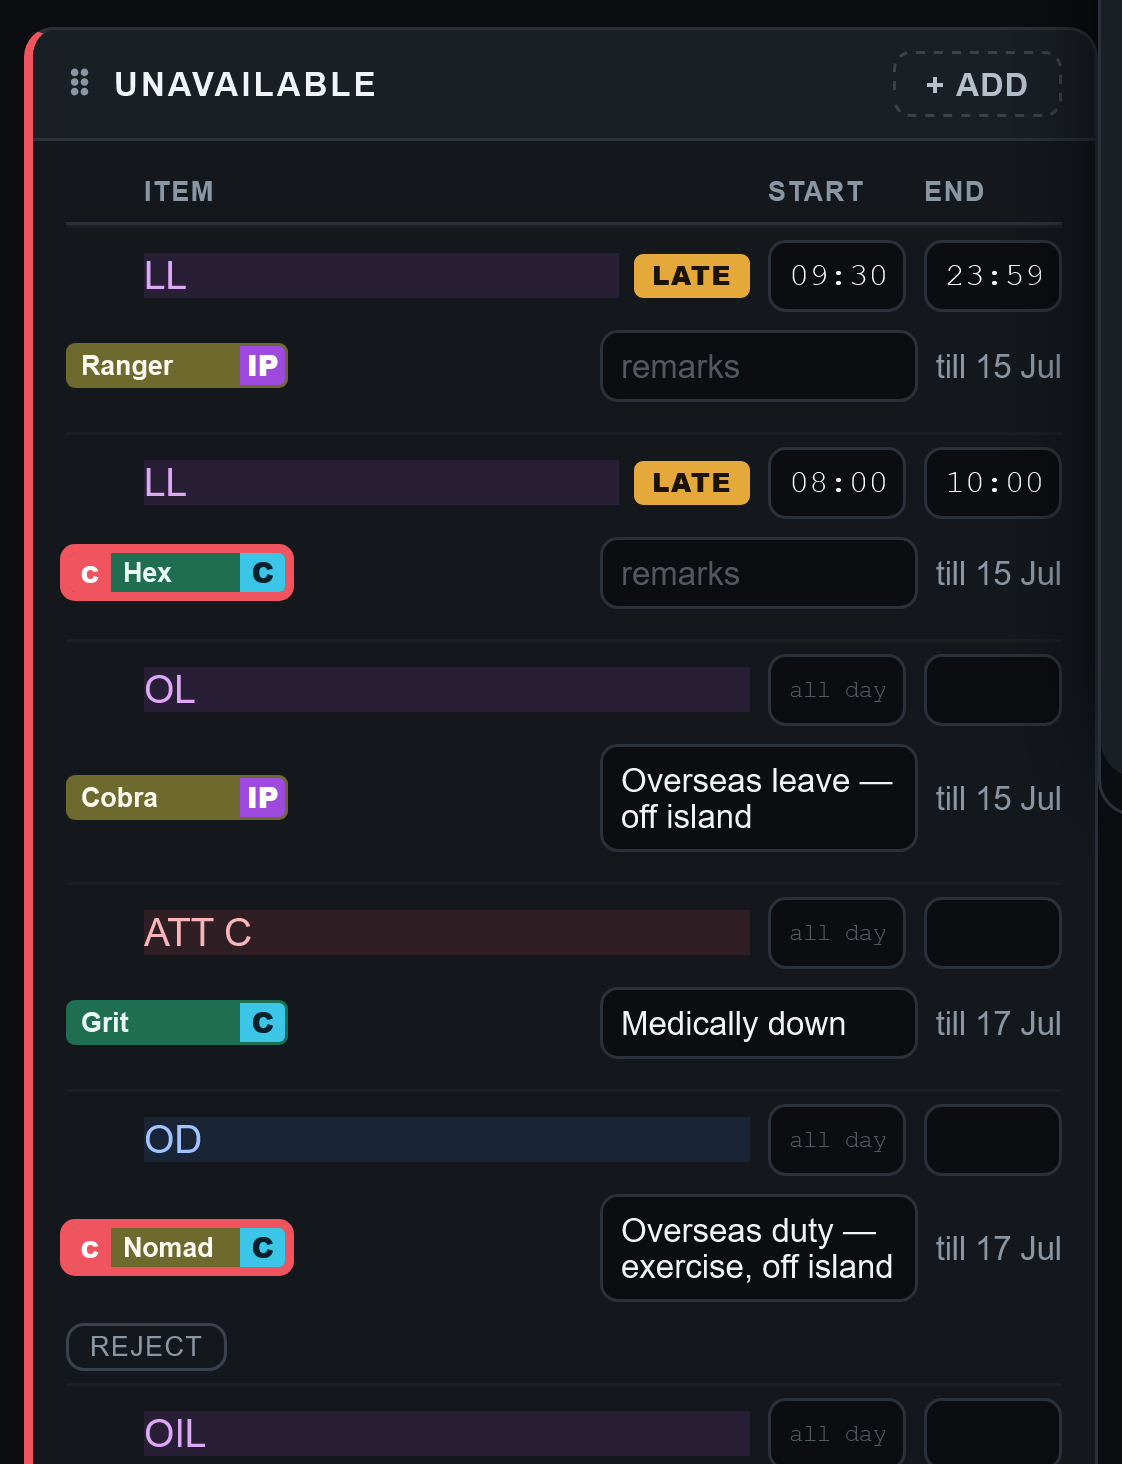 UNAVAILABLE
+ ADD
ITEM START END
LL LATE 09:30 23:59
Ranger IP remarks till 15 Jul
LL LATE 08:00 10:00
c Hex C remarks till 15 Jul
OL all day
Cobra IP Overseas leave —
off island till 15 Jul
ATT C all day
Grit C Medically down till 17 Jul
OD all day
c Nomad C Overseas duty —
exercise, off island till 17 Jul
REJECT
OIL all day